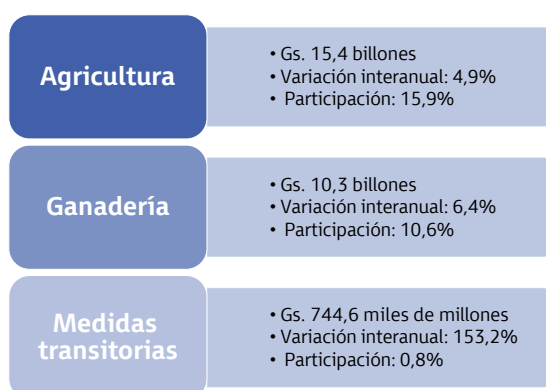 Agricultura
• Gs. 15,4 billones
• Variación interanual: 4,9%
• Participación: 15,9%
Ganadería
• Gs. 10,3 billones
• Variación interanual: 6,4%
• Participación: 10,6%
Medidas
transitorias
• Gs. 744,6 miles de millones
• Variación interanual: 153,2%
• Participación: 0,8%